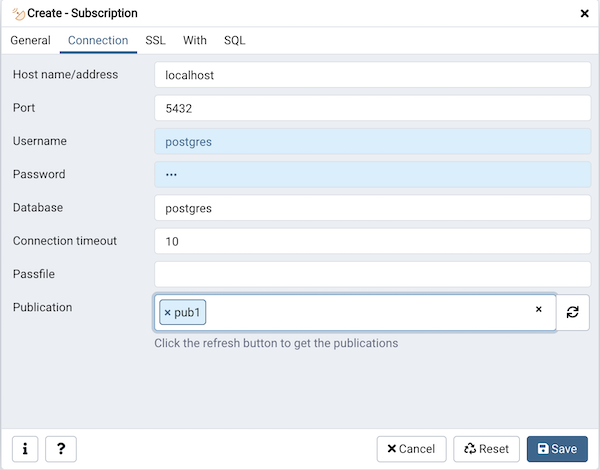 Create - Subscription
General Connection SSL With SQL
Host name/address localhost
Port 5432
Username postgres
Password •••
Database postgres
Connection timeout 10
Passfile
Publication × pub1 ×
Click the refresh button to get the publications
i ? × Cancel Reset Save